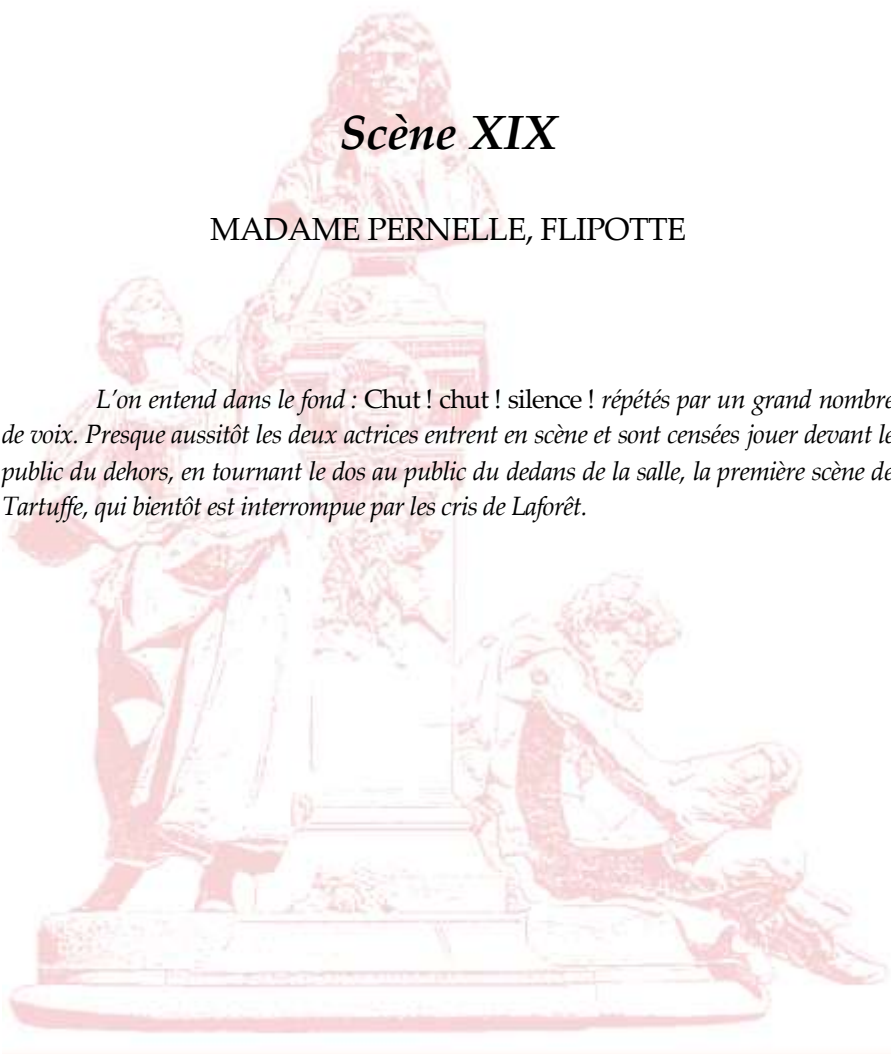 Scène XIX
MADAME PERNELLE, FLIPOTTE
L’on entend dans le fond : Chut ! chut ! silence ! répétés par un grand nombre
de voix. Presque aussitôt les deux actrices entrent en scène et sont censées jouer devant le
public du dehors, en tournant le dos au public du dedans de la salle, la première scène de
Tartuffe, qui bientôt est interrompue par les cris de Laforêt.